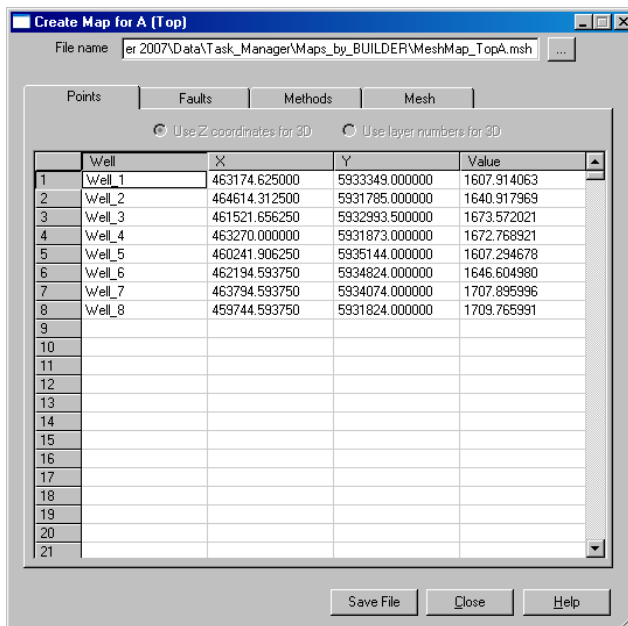 Create Map for A (Top)
File name er 2007\Data\Task_Manager\Maps_by_BUILDER\MeshMap_TopA.msh ...
Points Faults Methods Mesh
Use Z coordinates for 3D Use layer numbers for 3D
Well X Y Value
1 Well_1 463174.625000 5933349.000000 1607.914063
2 Well_2 464614.312500 5931785.000000 1640.917969
3 Well_3 461521.656250 5932993.500000 1673.572021
4 Well_4 463270.000000 5931873.000000 1672.768921
5 Well_5 460241.906250 5935144.000000 1607.294678
6 Well_6 462194.593750 5934824.000000 1646.604980
7 Well_7 463794.593750 5934074.000000 1707.895996
8 Well_8 459744.593750 5931824.000000 1709.765991
9
10
11
12
13
14
15
16
17
18
19
20
21
Save File Close Help